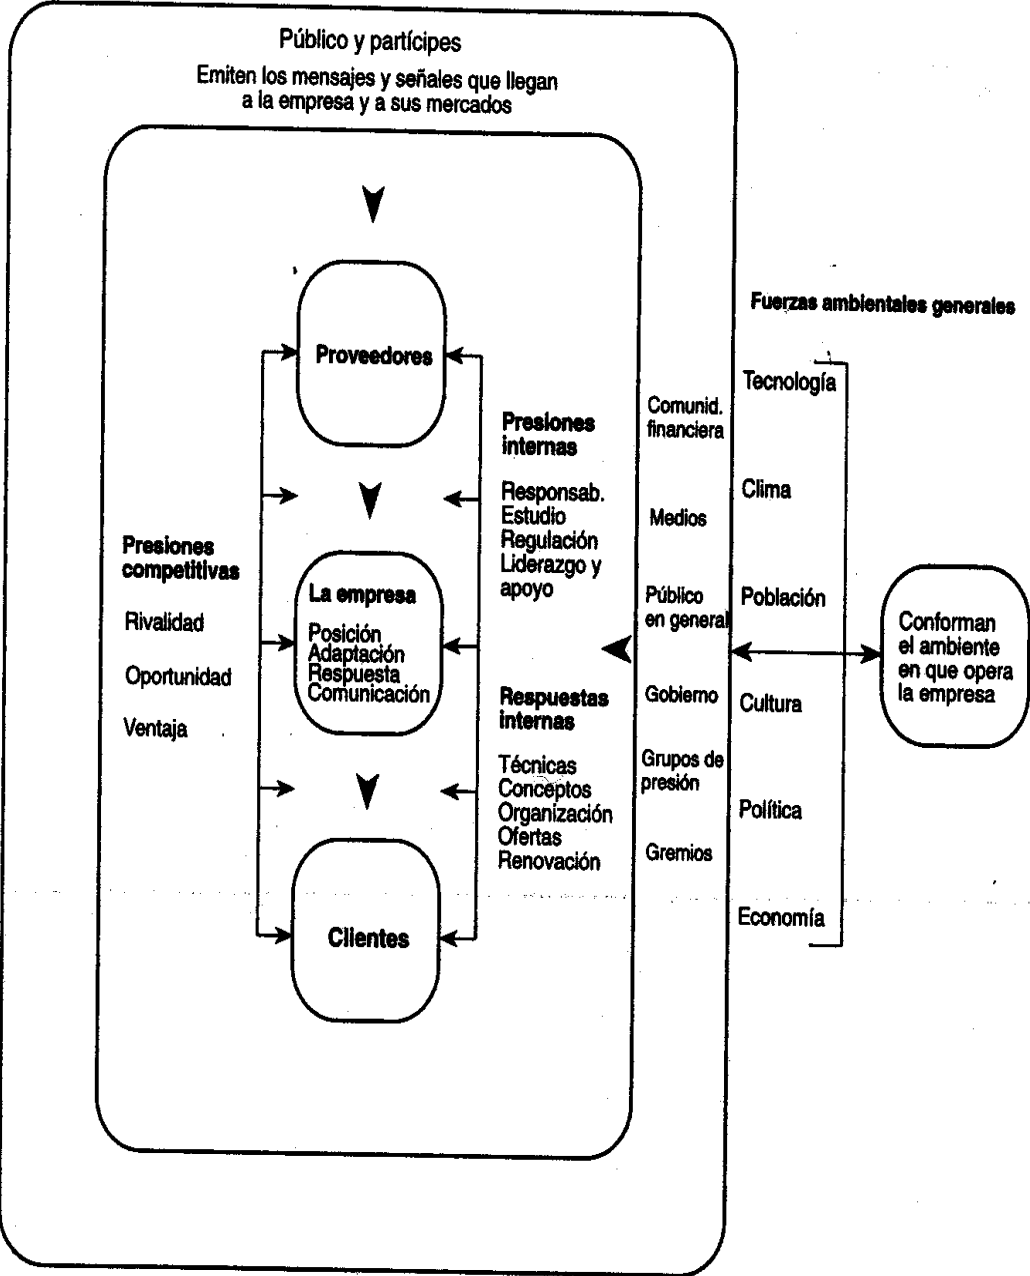 Público y partícipes
Emiten los mensajes y señales que llegan
a la empresa y a sus mercados
Proveedores
Presiones
competitivas
Rivalidad
Oportunidad
Ventaja
La empresa
Posición
Adaptación
Respuesta
Comunicación
Clientes
Presiones
internas
Responsab.
Estudio
Regulación
Liderazgo y
apoyo
Respuestas
internas
Técnicas
Conceptos
Organización
Ofertas
Renovación
Comunid.
financiera
Medios
Público
en general
Gobierno
Grupos de
presión
Gremios
Fuerzas ambientales generales
Tecnología
Clima
Población
Cultura
Política
Economía
Conforman
el ambiente
en que opera
la empresa